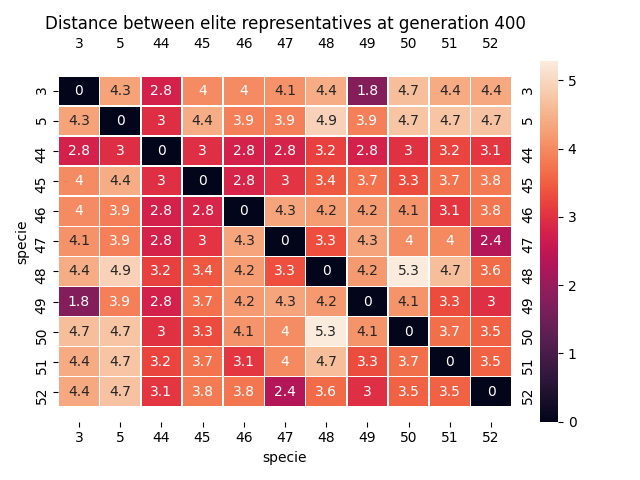 Distance between elite representatives at generation 400
3 5 44 45 46 47 48 49 50 51 52
3 0 4.3 2.8 4 4 4.1 4.4 1.8 4.7 4.4 4.4 3
5 4.3 0 3 4.4 3.9 3.9 4.9 3.9 4.7 4.7 4.7 5
44 2.8 3 0 3 2.8 2.8 3.2 2.8 3 3.2 3.1 44
45 4 4.4 3 0 2.8 3 3.4 3.7 3.3 3.7 3.8 45
46 4 3.9 2.8 2.8 0 4.3 4.2 4.2 4.1 3.1 3.8 46
47 4.1 3.9 2.8 3 4.3 0 3.3 4.3 4 4 2.4 47
48 4.4 4.9 3.2 3.4 4.2 3.3 0 4.2 5.3 4.7 3.6 48
49 1.8 3.9 2.8 3.7 4.2 4.3 4.2 0 4.1 3.3 3 49
50 4.7 4.7 3 3.3 4.1 4 5.3 4.1 0 3.7 3.5 50
51 4.4 4.7 3.2 3.7 3.1 4 4.7 3.3 3.7 0 3.5 51
52 4.4 4.7 3.1 3.8 3.8 2.4 3.6 3 3.5 3.5 0 52
3 5 44 45 46 47 48 49 50 51 52
specie
specie
5
4
3
2
1
0